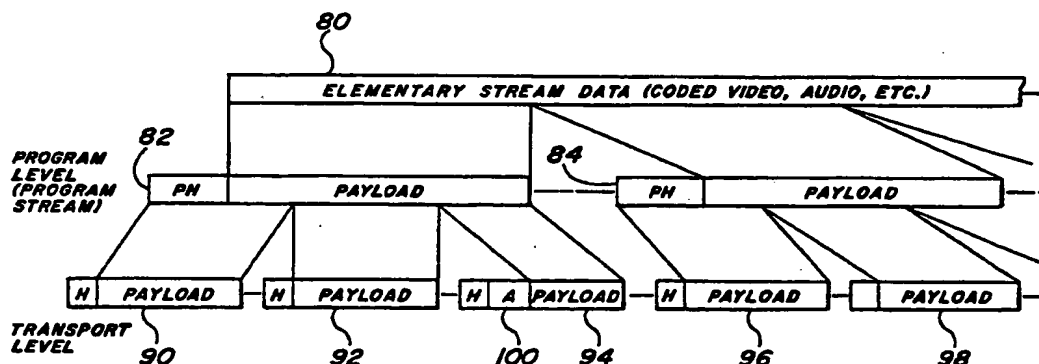 80
ELEMENTARY STREAM DATA (CODED VIDEO, AUDIO, ETC.)
82
84
PROGRAM
LEVEL
(PROGRAM
STREAM)
PH PAYLOAD PH PAYLOAD
H PAYLOAD H PAYLOAD H A PAYLOAD H PAYLOAD PAYLOAD
TRANSPORT
LEVEL
90 92 100 94 96 98